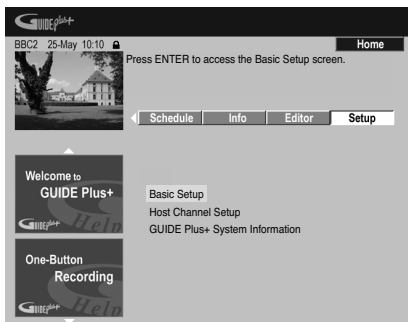 GUIDE Plus+
BBC2 25-May 10:10 Home
Press ENTER to access the Basic Setup screen.
Schedule Info Editor Setup
Welcome to
GUIDE Plus+
GUIDE Plus+ Help
Basic Setup
Host Channel Setup
GUIDE Plus+ System Information
One-Button
Recording
GUIDE Plus+ Help